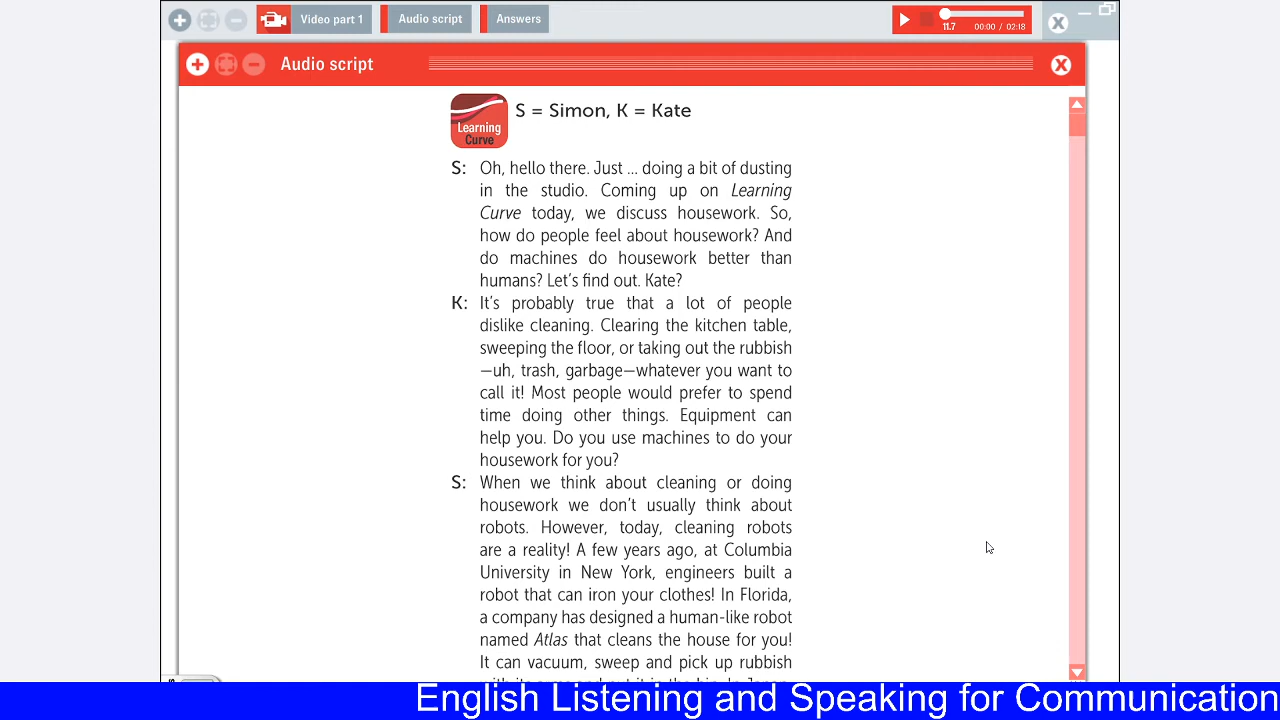 Video part 1
Audio script
Answers
11.7
00:00 / 02:18
Audio script
Learning
Curve
S = Simon, K = Kate
S: Oh, hello there. Just ... doing a bit of dusting
in the studio. Coming up on Learning
Curve today, we discuss housework. So,
how do people feel about housework? And
do machines do housework better than
humans? Let's find out. Kate?
K: It's probably true that a lot of people
dislike cleaning. Clearing the kitchen table,
sweeping the floor, or taking out the rubbish
—uh, trash, garbage—whatever you want to
call it! Most people would prefer to spend
time doing other things. Equipment can
help you. Do you use machines to do your
housework for you?
S: When we think about cleaning or doing
housework we don't usually think about
robots. However, today, cleaning robots
are a reality! A few years ago, at Columbia
University in New York, engineers built a
robot that can iron your clothes! In Florida,
a company has designed a human-like robot
named Atlas that cleans the house for you!
It can vacuum, sweep and pick up rubbish
English Listening and Speaking for Communication